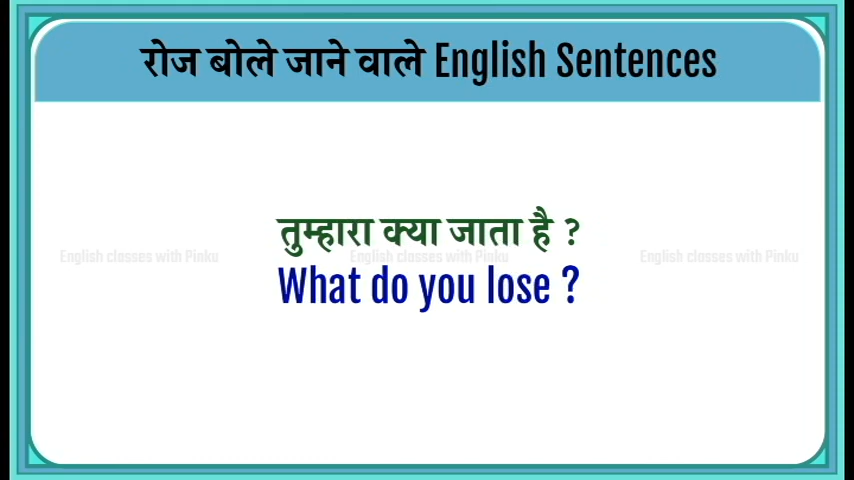 रोज बोले जाने वाले English Sentences
तुम्हारा क्या जाता है ?
English classes with Pinku English classes with Pinku English classes with Pinku
What do you lose ?